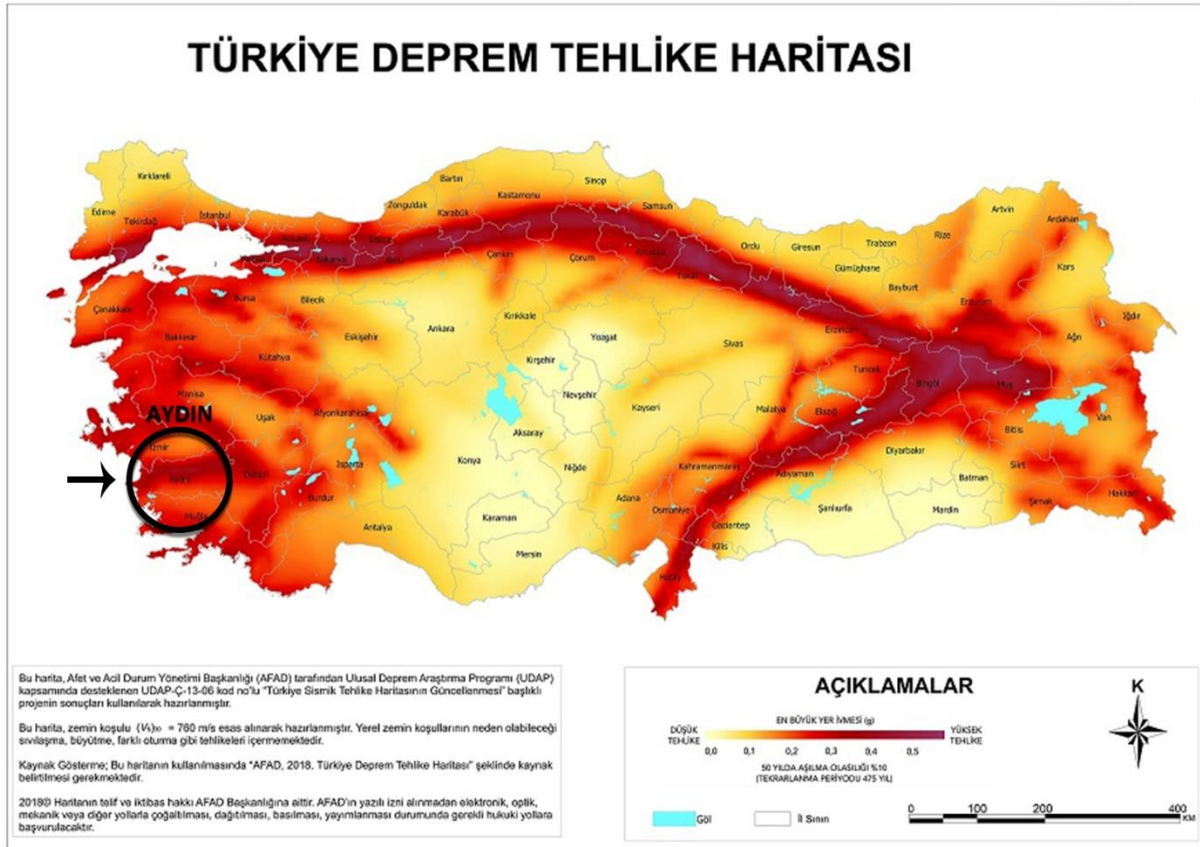 TÜRKİYE DEPREM TEHLİKE HARİTASI
Kırklareli
Edirne
Tekirdağ
İstanbul
Zonguldak
Bartın
Karabük
Kastamonu
Sinop
Samsun
Ordu
Giresun
Trabzon
Rize
Artvin
Ardahan
Kars
Gümüşhane
Bayburt
Erzurum
Iğdır
Ağrı
Çankırı
Çorum
Tokat
Çanakkale
Bursa
Bilecik
Balıkesir
Eskişehir
Kütahya
Ankara
Kırıkkale
Yozgat
Sivas
Erzincan
Kırşehir
Nevşehir
Kayseri
Malatya
Elazığ
Bingöl
Muş
Bitlis
Van
Manisa
Uşak
Afyonkarahisar
AYDIN
İzmir
Muğla
Isparta
Burdur
Antalya
Konya
Aksaray
Niğde
Karaman
Mersin
Adana
Kahramanmaraş
Osmaniye
Gaziantep
Kilis
Hatay
Adıyaman
Şanlıurfa
Diyarbakır
Batman
Mardin
Siirt
Şırnak
Hakkari
Bu harita, Afet ve Acil Durum Yönetimi Başkanlığı (AFAD) tarafından Ulusal Deprem Araştırma Programı (UDAP)
kapsamında desteklenen UDAP-Ç-13-06 kod no'lu "Türkiye Sismik Tehlike Haritasının Güncellenmesi" başlıklı
projenin sonuçları kullanılarak hazırlanmıştır.
Bu harita, zemin koşulu (Vₛ)₃₀ = 760 m/s esas alınarak hazırlanmıştır. Yerel zemin koşullarının neden olabileceği
sıvılaşma, büyütme, farklı oturma gibi tehlikeleri içermemektedir.
Kaynak Gösterme; Bu haritanın kullanılmasında "AFAD, 2018. Türkiye Deprem Tehlike Haritası" şeklinde kaynak
belirtilmesi gerekmektedir.
2018© Haritanın telif ve iktibas hakkı AFAD Başkanlığına aittir. AFAD'ın yazılı izni alınmadan elektronik, optik,
mekanik veya diğer yollarla çoğaltılması, dağıtılması, basılması, yayımlanması durumunda gerekli hukuki yollara
başvurulacaktır.
AÇIKLAMALAR
EN BÜYÜK YER İVMESİ (g)
DÜŞÜK TEHLİKE
YÜKSEK TEHLİKE
0,0 0,1 0,2 0,3 0,4 0,5
50 YILDA AŞILMA OLASILIĞI %10
(TEKRARLANMA PERİYODU 475 YIL)
Göl
İl Sınırı
K
0 100 200 400
KM